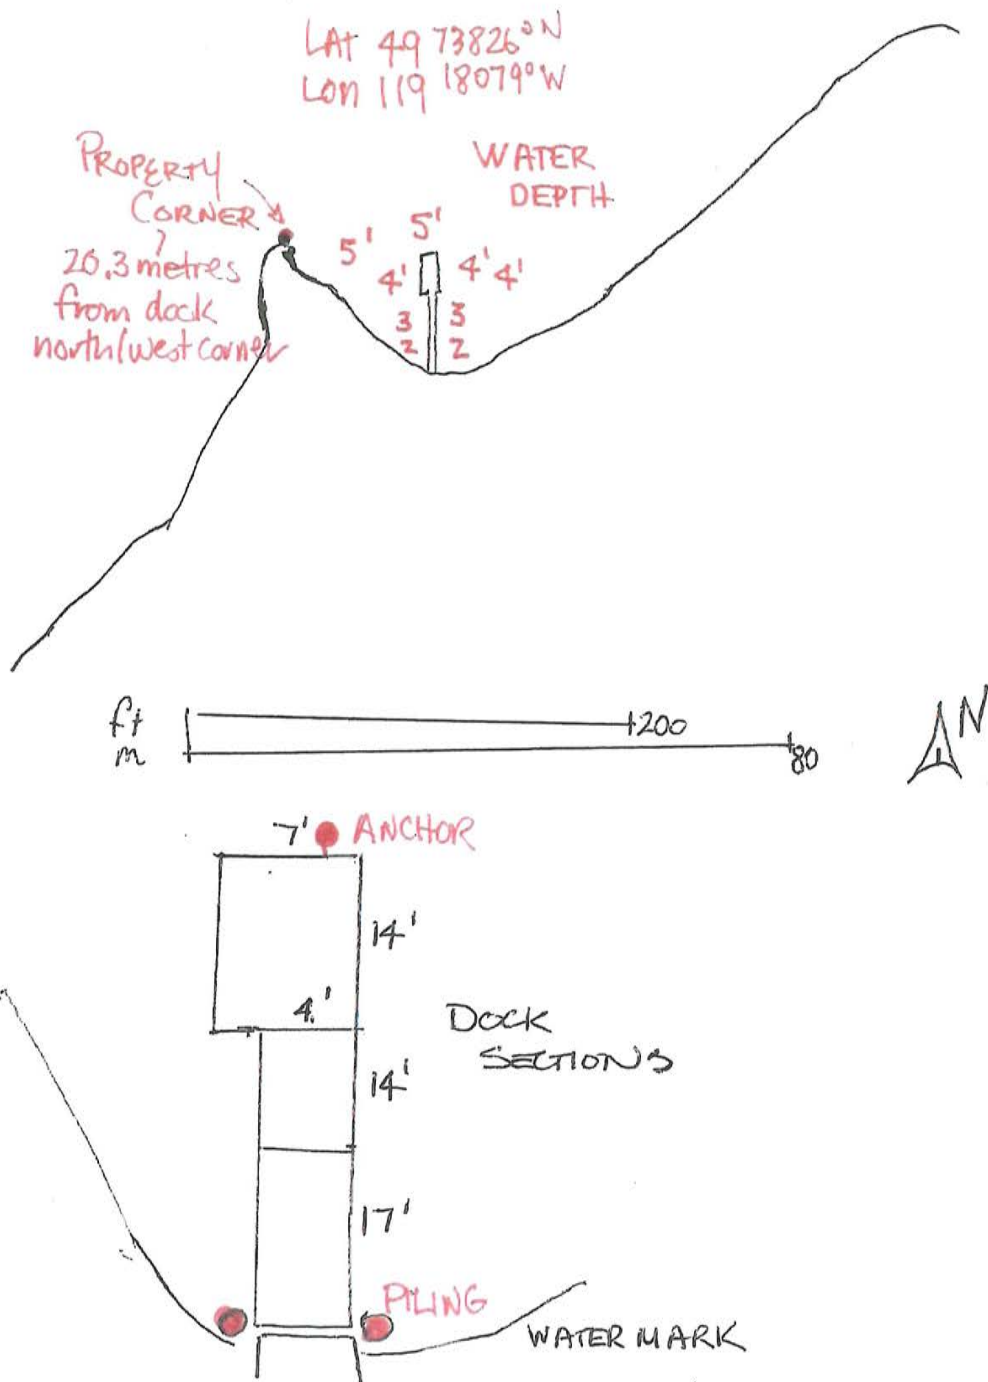 LAT 49 73826° N
LON 119 18079° W
PROPERTY
CORNER
20.3 metres
from dock
north/west corner
WATER
DEPTH
5'
5'
4'
4' 4'
3
3
2
2
ft
200
m
80
N
7'
ANCHOR
14'
4'
DOCK
SECTIONS
14'
17'
PILING
WATER MARK